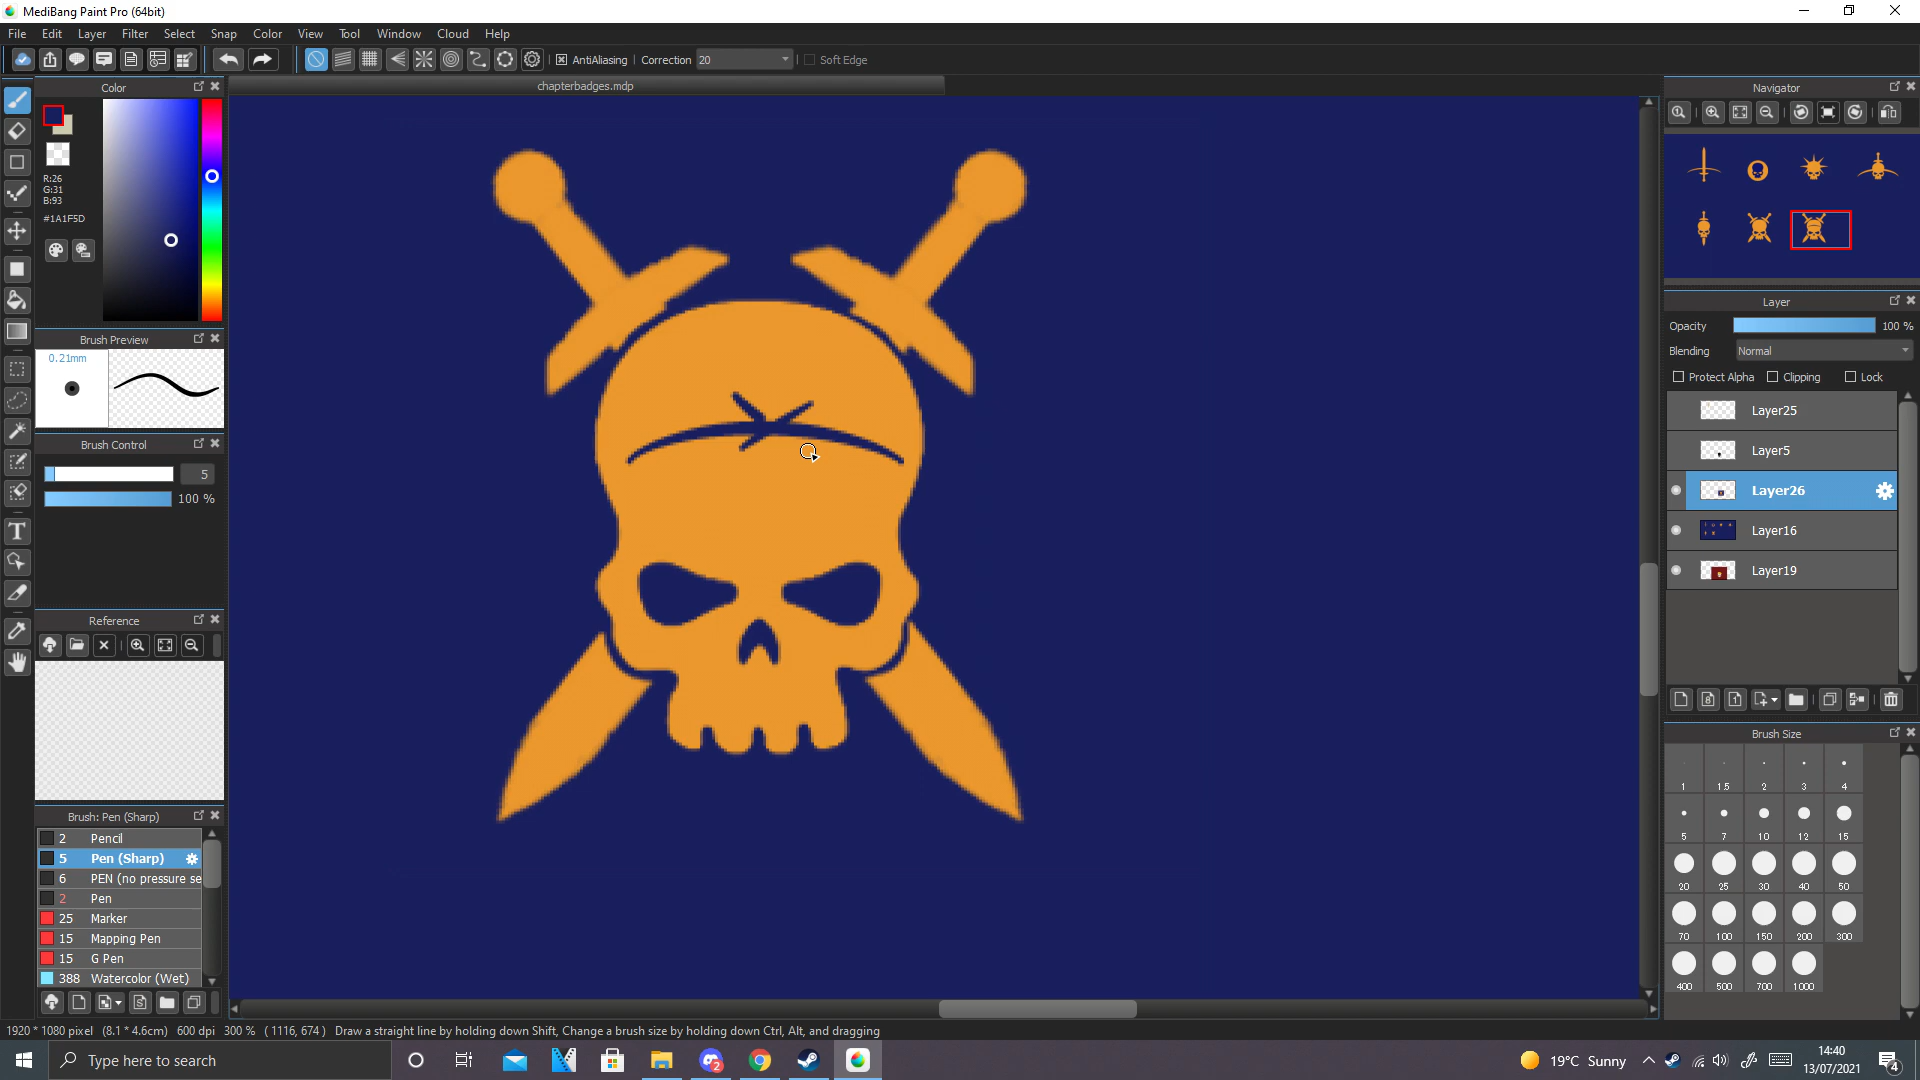 MediBang Paint Pro (64bit)
File Edit Layer Filter Select Snap Color View Tool Window Cloud Help
AntiAliasing Correction 20 Soft Edge
Color
chapterbadges.mdp
Navigator
R:26
G:31
B:93
#1A1F5D
Brush Preview
0.21mm
Brush Control
5
100 %
Reference
Brush: Pen (Sharp)
2 Pencil
5 Pen (Sharp)
6 PEN (no pressure se
2 Pen
25 Marker
15 Mapping Pen
15 G Pen
388 Watercolor (Wet)
Layer
Opacity 100 %
Blending Normal
Protect Alpha Clipping Lock
Layer25
Layer5
Layer26
Layer16
Layer19
Brush Size
1 1.5 2 3 4
5 7 10 12 15
20 25 30 40 50
70 100 150 200 300
400 500 700 1000
1920 * 1080 pixel (8.1 * 4.6cm) 600 dpi 300 % ( 1116, 674 ) Draw a straight line by holding down Shift, Change a brush size by holding down Ctrl, Alt, and dragging
Type here to search
2
19°C Sunny
14:40
13/07/2021
4